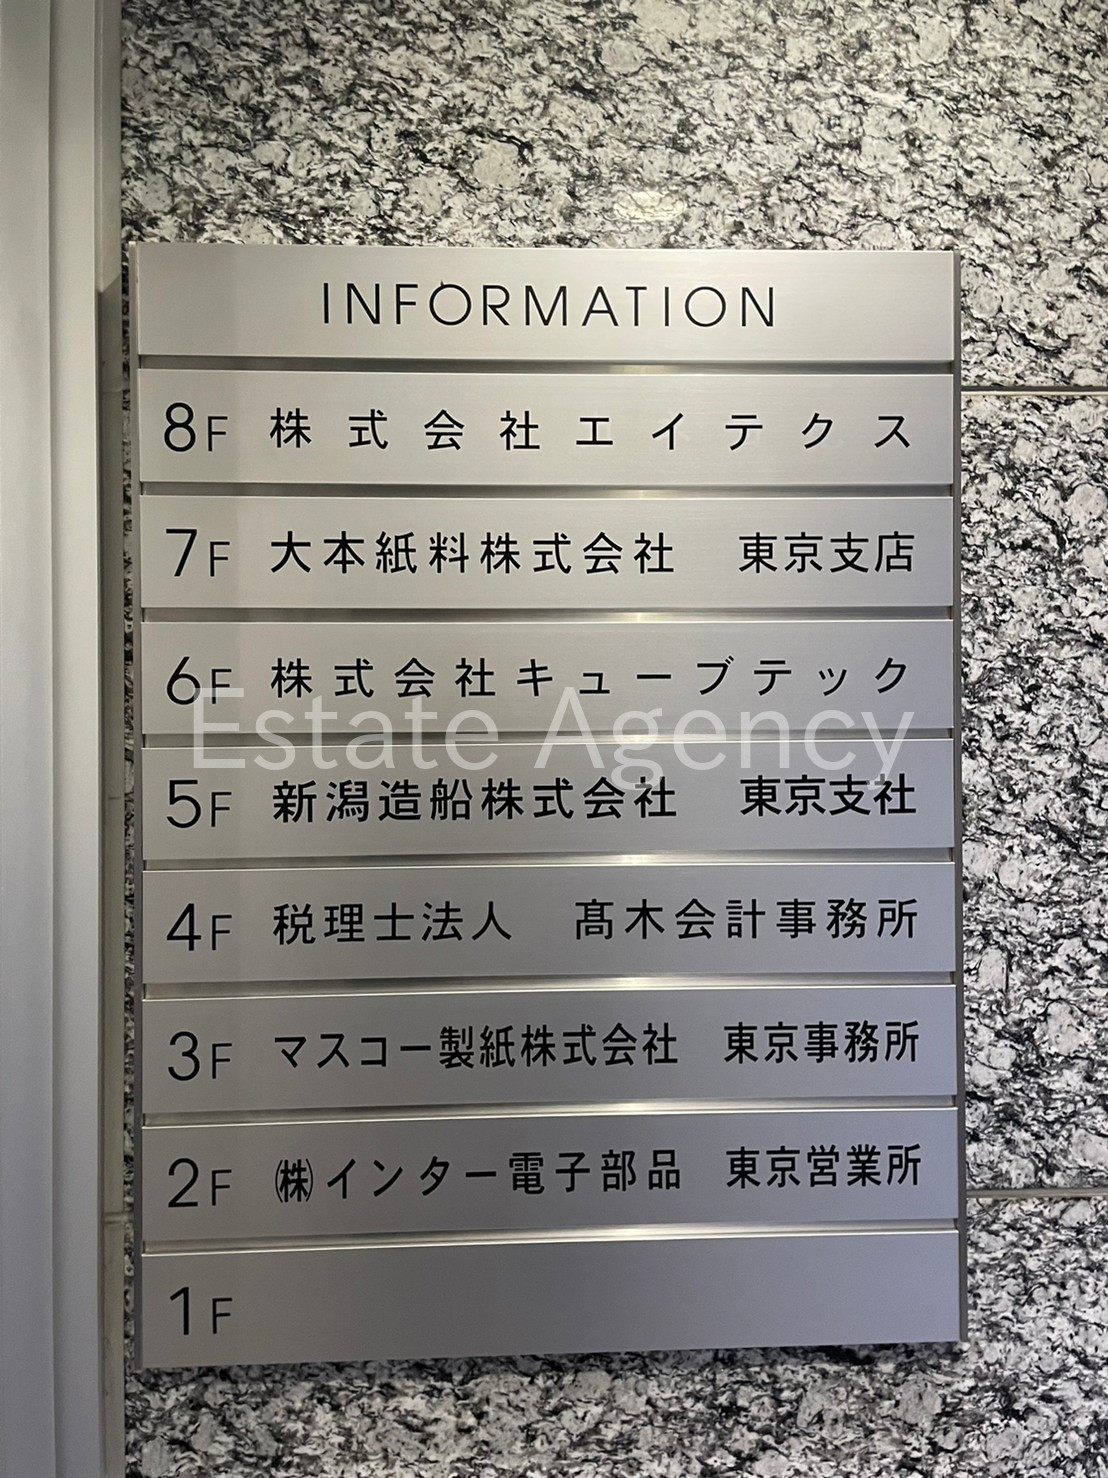 INFORMATION
8F 株式会社エイテクス
7F 大本紙料株式会社 東京支店
6F 株式会社キューブテック
Estate Agency
5F 新潟造船株式会社 東京支社
4F 税理士法人 髙木会計事務所
3F マスコー製紙株式会社 東京事務所
2F ㈱インター電子部品 東京営業所
1F